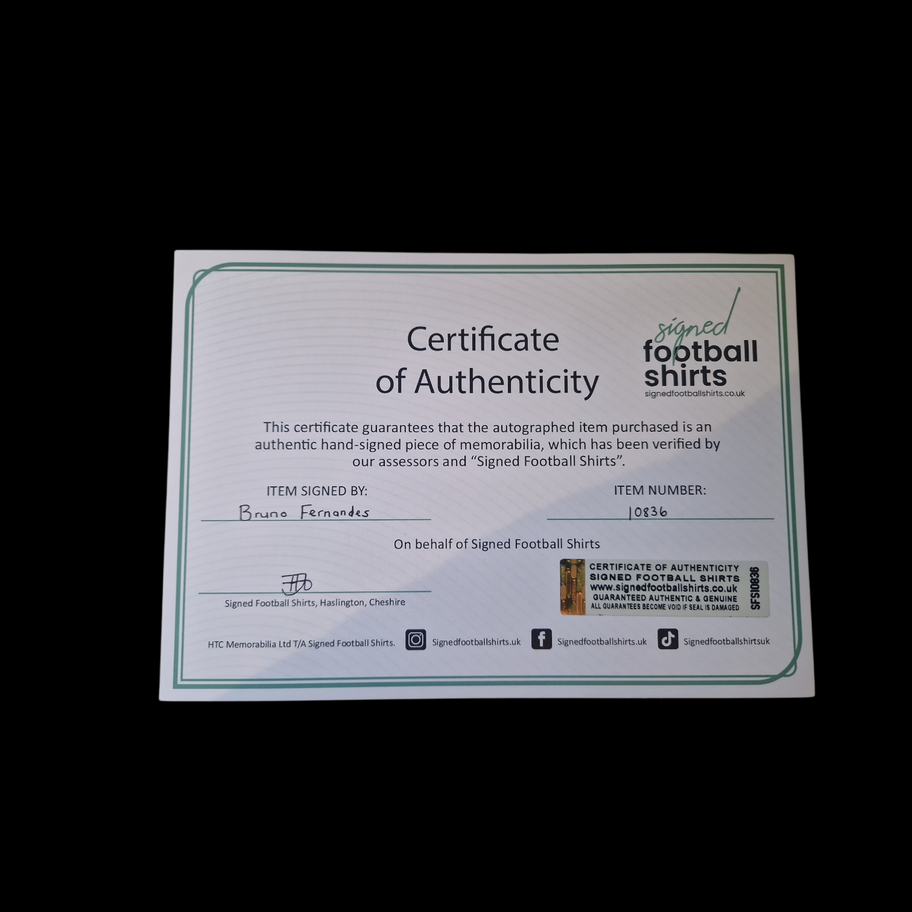 signed
football
shirts
signedfootballshirts.co.uk
Certificate
of Authenticity
This certificate guarantees that the autographed item purchased is an
authentic hand-signed piece of memorabilia, which has been verified by
our assessors and “Signed Football Shirts”.
ITEM SIGNED BY:
Bruno Fernandes
ITEM NUMBER:
10836
On behalf of Signed Football Shirts
Signed Football Shirts, Haslington, Cheshire
CERTIFICATE OF AUTHENTICITY
SIGNED FOOTBALL SHIRTS
www.signedfootballshirts.co.uk
GUARANTEED AUTHENTIC & GENUINE
ALL GUARANTEES BECOME VOID IF SEAL IS DAMAGED
SFS10836
HTC Memorabilia Ltd T/A Signed Football Shirts.
Signedfootballshirts.uk
Signedfootballshirts.uk
Signedfootballshirtsuk